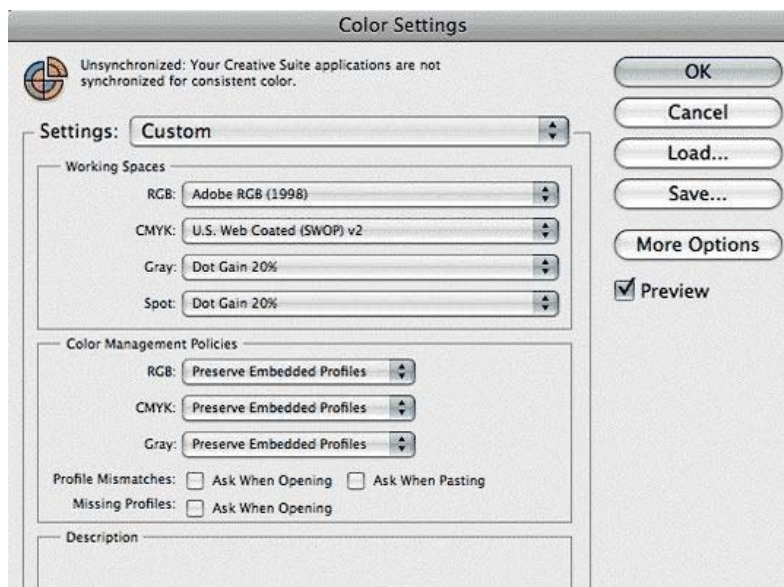 Color Settings
Unsynchronized: Your Creative Suite applications are not
synchronized for consistent color.
OK
Cancel
Load...
Save...
More Options
Preview
Settings: Custom
Working Spaces
RGB: Adobe RGB (1998)
CMYK: U.S. Web Coated (SWOP) v2
Gray: Dot Gain 20%
Spot: Dot Gain 20%
Color Management Policies
RGB: Preserve Embedded Profiles
CMYK: Preserve Embedded Profiles
Gray: Preserve Embedded Profiles
Profile Mismatches: Ask When Opening Ask When Pasting
Missing Profiles: Ask When Opening
Description